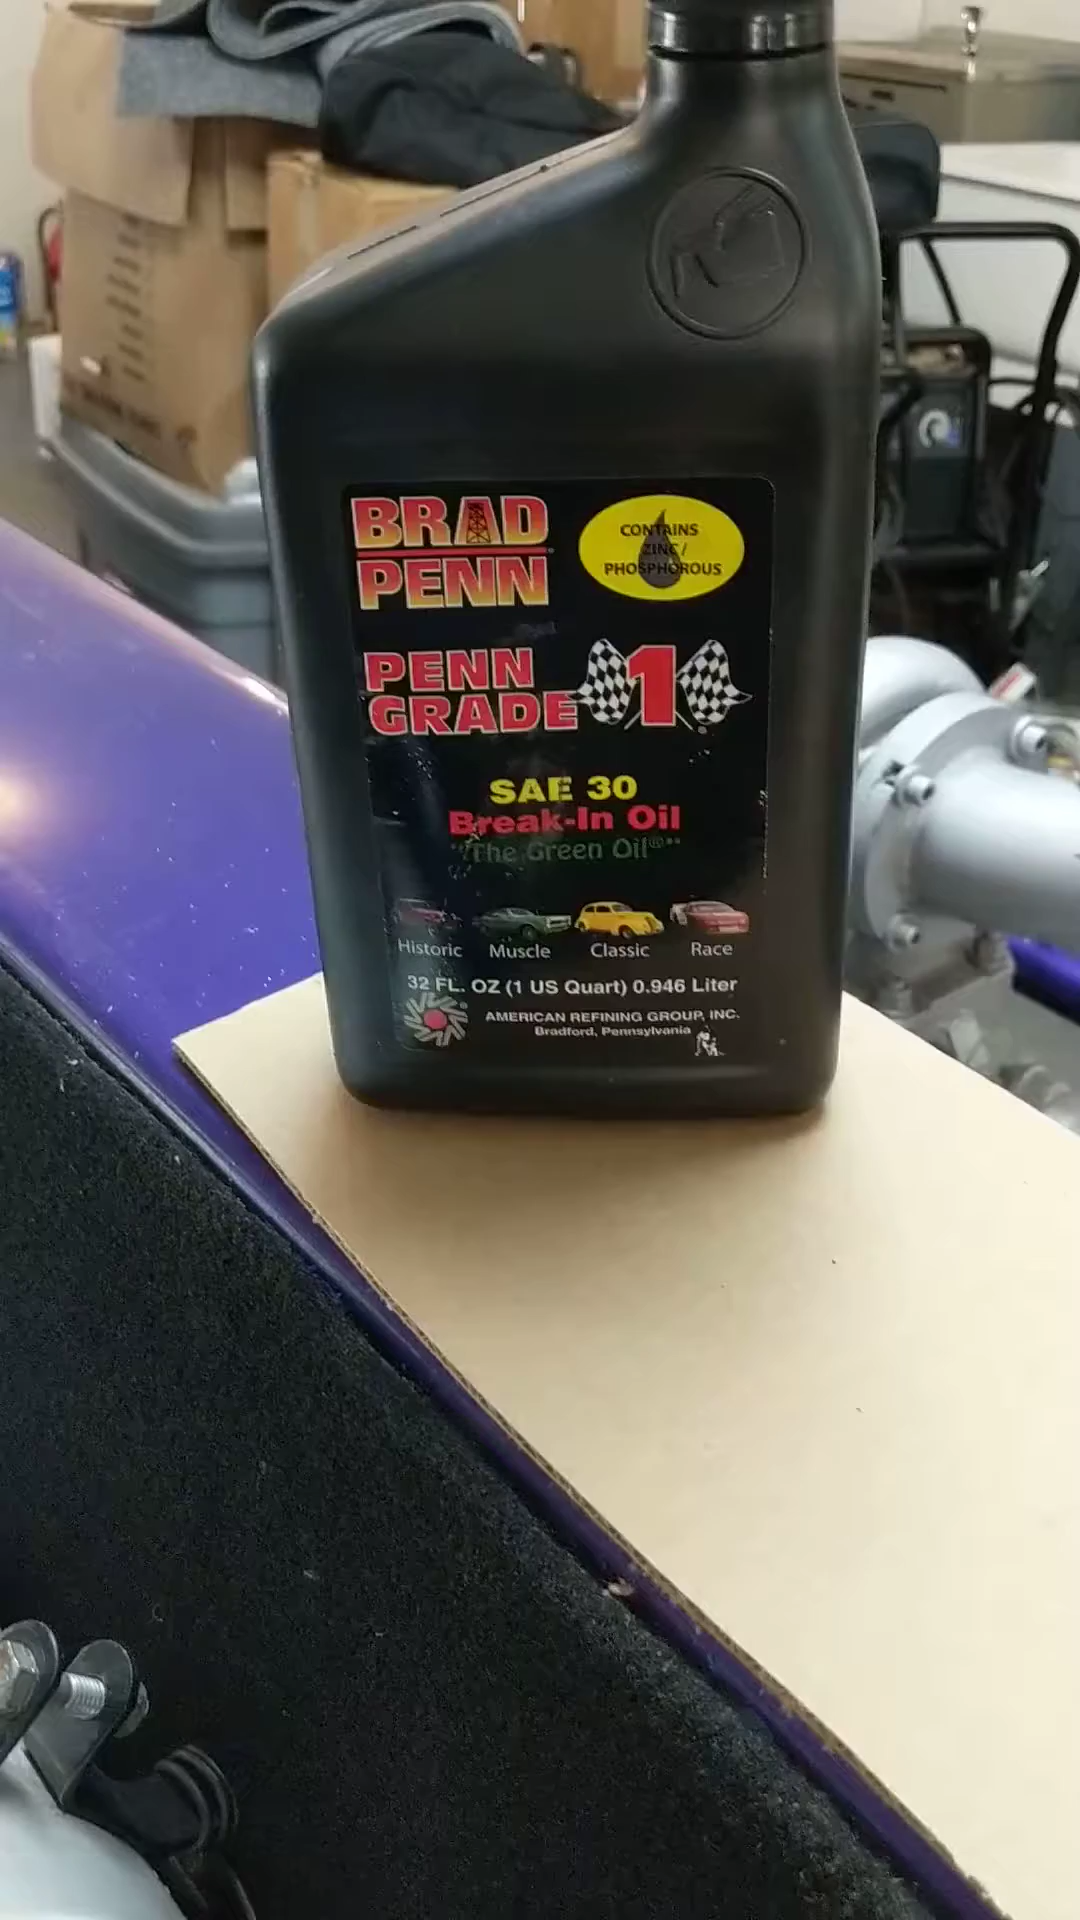 BRAD
PENN
CONTAINS
ZINC /
PHOSPHOROUS
PENN
GRADE 1
SAE 30
Break-In Oil
"The Green Oil®"
Historic Muscle Classic Race
32 FL. OZ (1 US Quart) 0.946 Liter
AMERICAN REFINING GROUP, INC.
Bradford, Pennsylvania